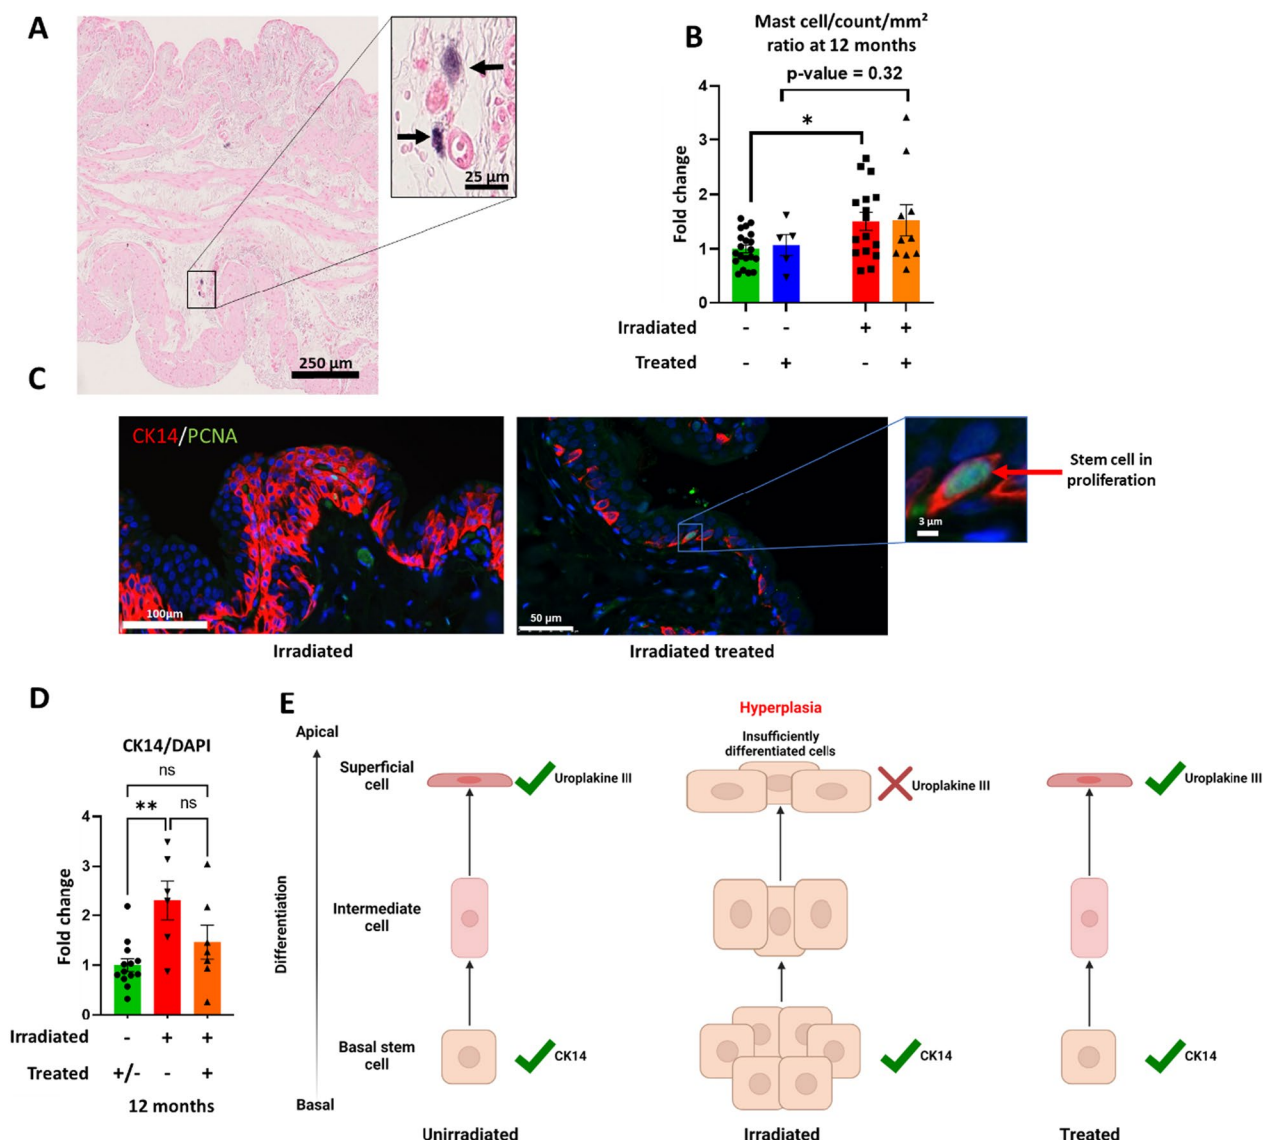 A
25 µm
250 µm
B
Mast cell/count/mm²
ratio at 12 months
p-value = 0.32
*
Fold change
4
3
2
1
0
Irradiated - - + +
Treated - + - +
C
CK14/PCNA
100µm
Irradiated
50 µm
Irradiated treated
3 µm
Stem cell in
proliferation
D
CK14/DAPI
ns
** ns
Fold change
4
3
2
1
0
Irradiated - + +
Treated +/- - +
12 months
E
Apical
Differentiation
Basal
Superficial
cell
Intermediate
cell
Basal stem
cell
Uroplakine III
CK14
Unirradiated
Hyperplasia
Insufficiently
differentiated cells
Uroplakine III
CK14
Irradiated
Uroplakine III
CK14
Treated